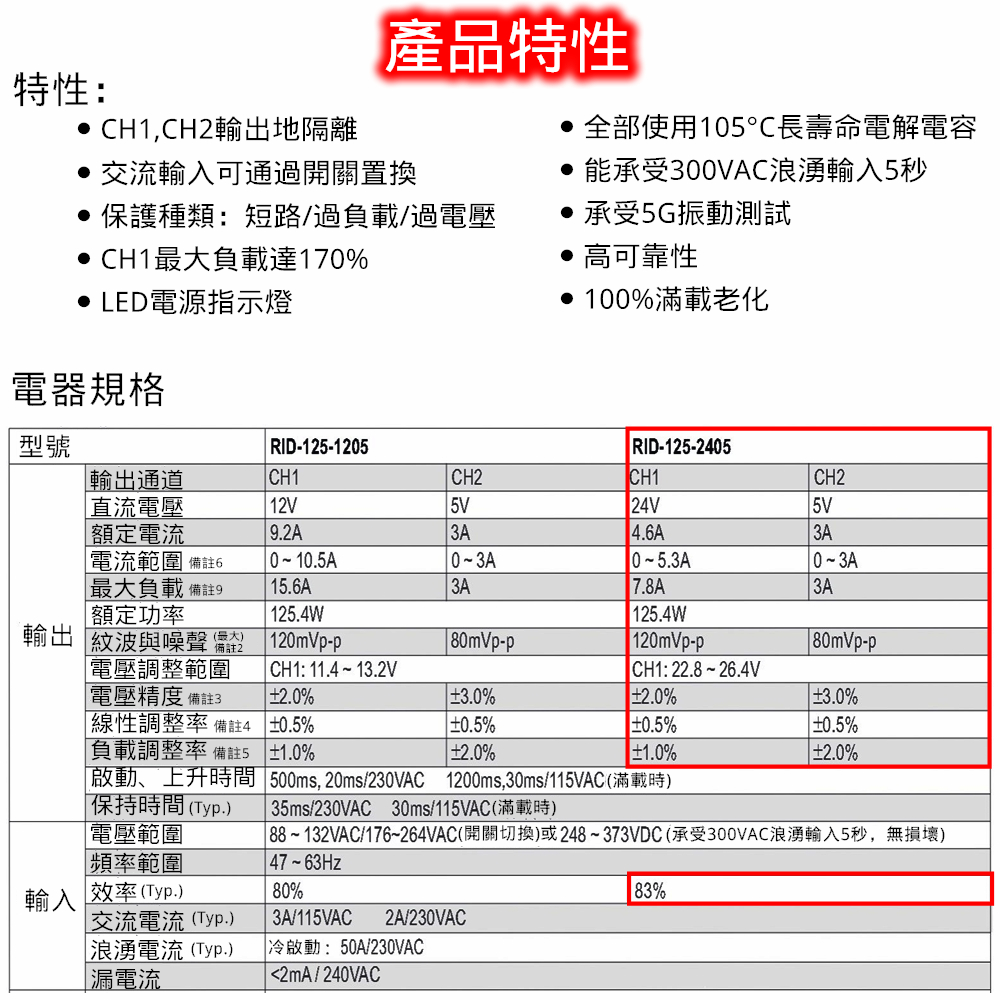 產品特性
特性：
• CH1,CH2輸出地隔離
• 交流輸入可通過開關置換
• 保護種類：短路/過負載/過電壓
• CH1最大負載達170%
• LED電源指示燈
• 全部使用105°C長壽命電解電容
• 能承受300VAC浪湧輸入5秒
• 承受5G振動測試
• 高可靠性
• 100%滿載老化
電器規格
型號 RID-125-1205 RID-125-2405
輸出
輸出通道 CH1 CH2 CH1 CH2
直流電壓 12V 5V 24V 5V
額定電流 9.2A 3A 4.6A 3A
電流範圍 備註6 0 ~ 10.5A 0 ~ 3A 0 ~ 5.3A 0 ~ 3A
最大負載 備註9 15.6A 3A 7.8A 3A
額定功率 125.4W 125.4W
紋波與噪聲 (最大) 備註2 120mVp-p 80mVp-p 120mVp-p 80mVp-p
電壓調整範圍 CH1: 11.4 ~ 13.2V CH1: 22.8 ~ 26.4V
電壓精度 備註3 ±2.0% ±3.0% ±2.0% ±3.0%
線性調整率 備註4 ±0.5% ±0.5% ±0.5% ±0.5%
負載調整率 備註5 ±1.0% ±2.0% ±1.0% ±2.0%
啟動、上升時間 500ms, 20ms/230VAC 1200ms,30ms/115VAC(滿載時)
保持時間 (Typ.) 35ms/230VAC 30ms/115VAC(滿載時)
輸入
電壓範圍 88 ~ 132VAC/176~264VAC(開關切換)或 248 ~ 373VDC (承受300VAC浪湧輸入5秒，無損壞)
頻率範圍 47 ~ 63Hz
效率 (Typ.) 80% 83%
交流電流 (Typ.) 3A/115VAC 2A/230VAC
浪湧電流 (Typ.) 冷啟動：50A/230VAC
漏電流 <2mA / 240VAC